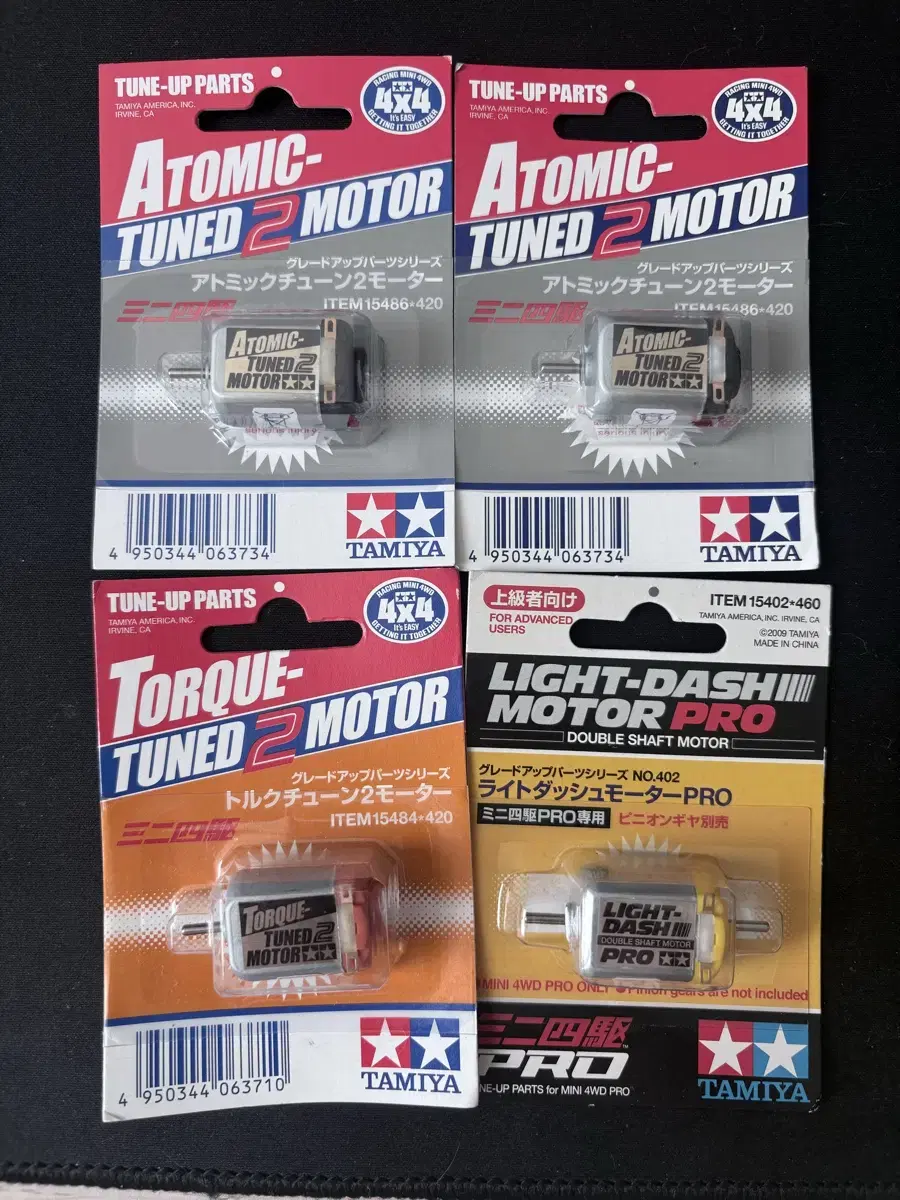 TUNE-UP PARTS
TAMIYA AMERICA, INC.
IRVINE, CA
RACING MINI 4WD
4x4
It's EASY
GETTING IT TOGETHER
ATOMIC-
TUNED 2 MOTOR
グレードアップパーツシリーズ
アトミックチューン2モーター
ITEM 15486*420
ミニ四駆
ATOMIC-
TUNED 2
MOTOR
4 950344 063734
TAMIYA
TUNE-UP PARTS
TAMIYA AMERICA, INC.
IRVINE, CA
RACING MINI 4WD
4x4
It's EASY
GETTING IT TOGETHER
ATOMIC-
TUNED 2 MOTOR
グレードアップパーツシリーズ
アトミックチューン2モーター
ITEM 15486*420
ミニ四駆
ATOMIC-
TUNED 2
MOTOR
4 950344 063734
TAMIYA
TUNE-UP PARTS
TAMIYA AMERICA, INC.
IRVINE, CA
RACING MINI 4WD
4x4
It's EASY
GETTING IT TOGETHER
TORQUE-
TUNED 2 MOTOR
グレードアップパーツシリーズ
トルクチューン2モーター
ITEM 15484*420
ミニ四駆
TORQUE-
TUNED 2
MOTOR
4 950344 063710
TAMIYA
上級者向け
FOR ADVANCED
USERS
ITEM 15402*460
TAMIYA AMERICA, INC. IRVINE, CA.
©2009 TAMIYA
MADE IN CHINA
LIGHT-DASH
MOTOR PRO
DOUBLE SHAFT MOTOR
グレードアップパーツシリーズ NO.402
ライトダッシュモーターPRO
ミニ四駆PRO専用 ピニオンギヤ別売
LIGHT-
DASH
DOUBLE SHAFT MOTOR
PRO
MINI 4WD PRO ONLY ●Pinion gears are not included
ミニ四駆
PRO
NE-UP PARTS for MINI 4WD PRO
TAMIYA